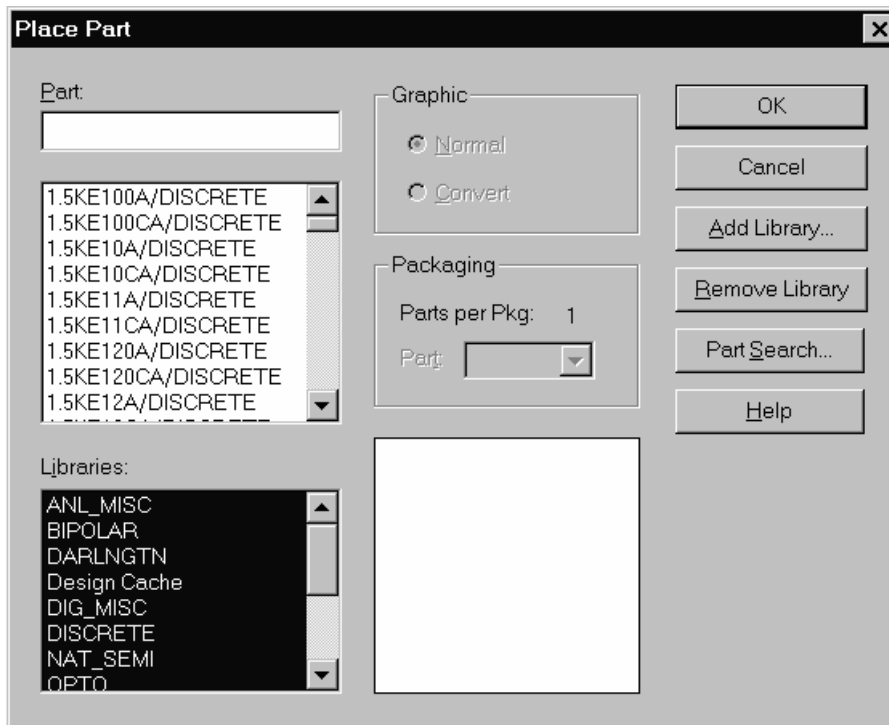 Place Part
Part:
1.5KE100A/DISCRETE
1.5KE100CA/DISCRETE
1.5KE10A/DISCRETE
1.5KE10CA/DISCRETE
1.5KE11A/DISCRETE
1.5KE11CA/DISCRETE
1.5KE120A/DISCRETE
1.5KE120CA/DISCRETE
1.5KE12A/DISCRETE
Libraries:
ANL_MISC
BIPOLAR
DARLNGTN
Design Cache
DIG_MISC
DISCRETE
NAT_SEMI
OPTO
Graphic
Normal
Convert
Packaging
Parts per Pkg: 1
Part:
OK
Cancel
Add Library...
Remove Library
Part Search...
Help